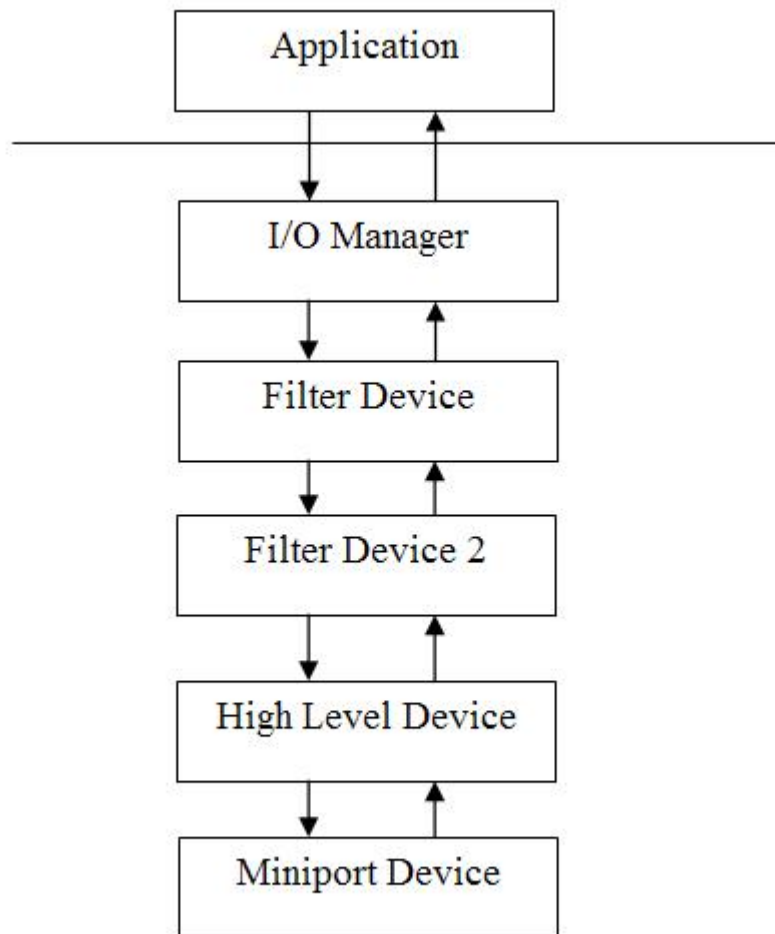 Application
I/O Manager
Filter Device
Filter Device 2
High Level Device
Miniport Device